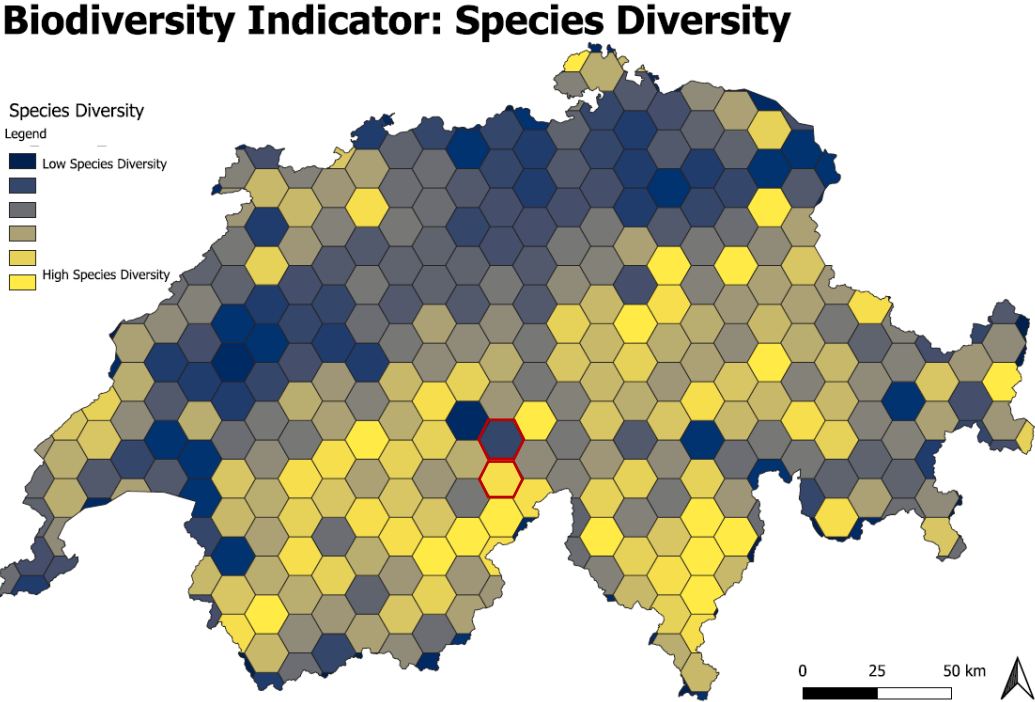 Biodiversity Indicator: Species Diversity
Species Diversity
Legend
Low Species Diversity
High Species Diversity
0 25 50 km